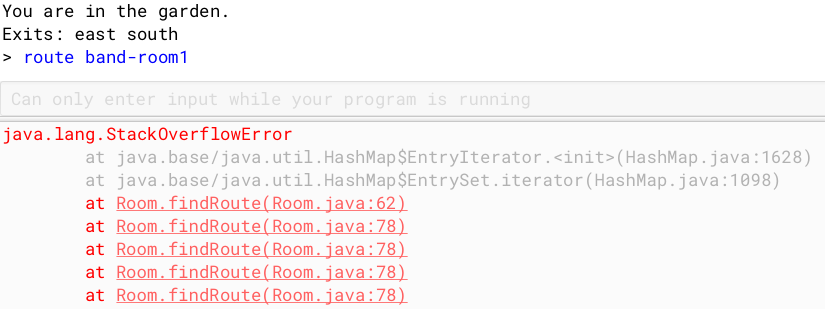 You are in the garden.
Exits: east south
> route band-room1
Can only enter input while your program is running
java.lang.StackOverflowError
at java.base/java.util.HashMap$EntryIterator.<init>(HashMap.java:1628)
at java.base/java.util.HashMap$EntrySet.iterator(HashMap.java:1098)
at Room.findRoute(Room.java:62)
at Room.findRoute(Room.java:78)
at Room.findRoute(Room.java:78)
at Room.findRoute(Room.java:78)
at Room.findRoute(Room.java:78)